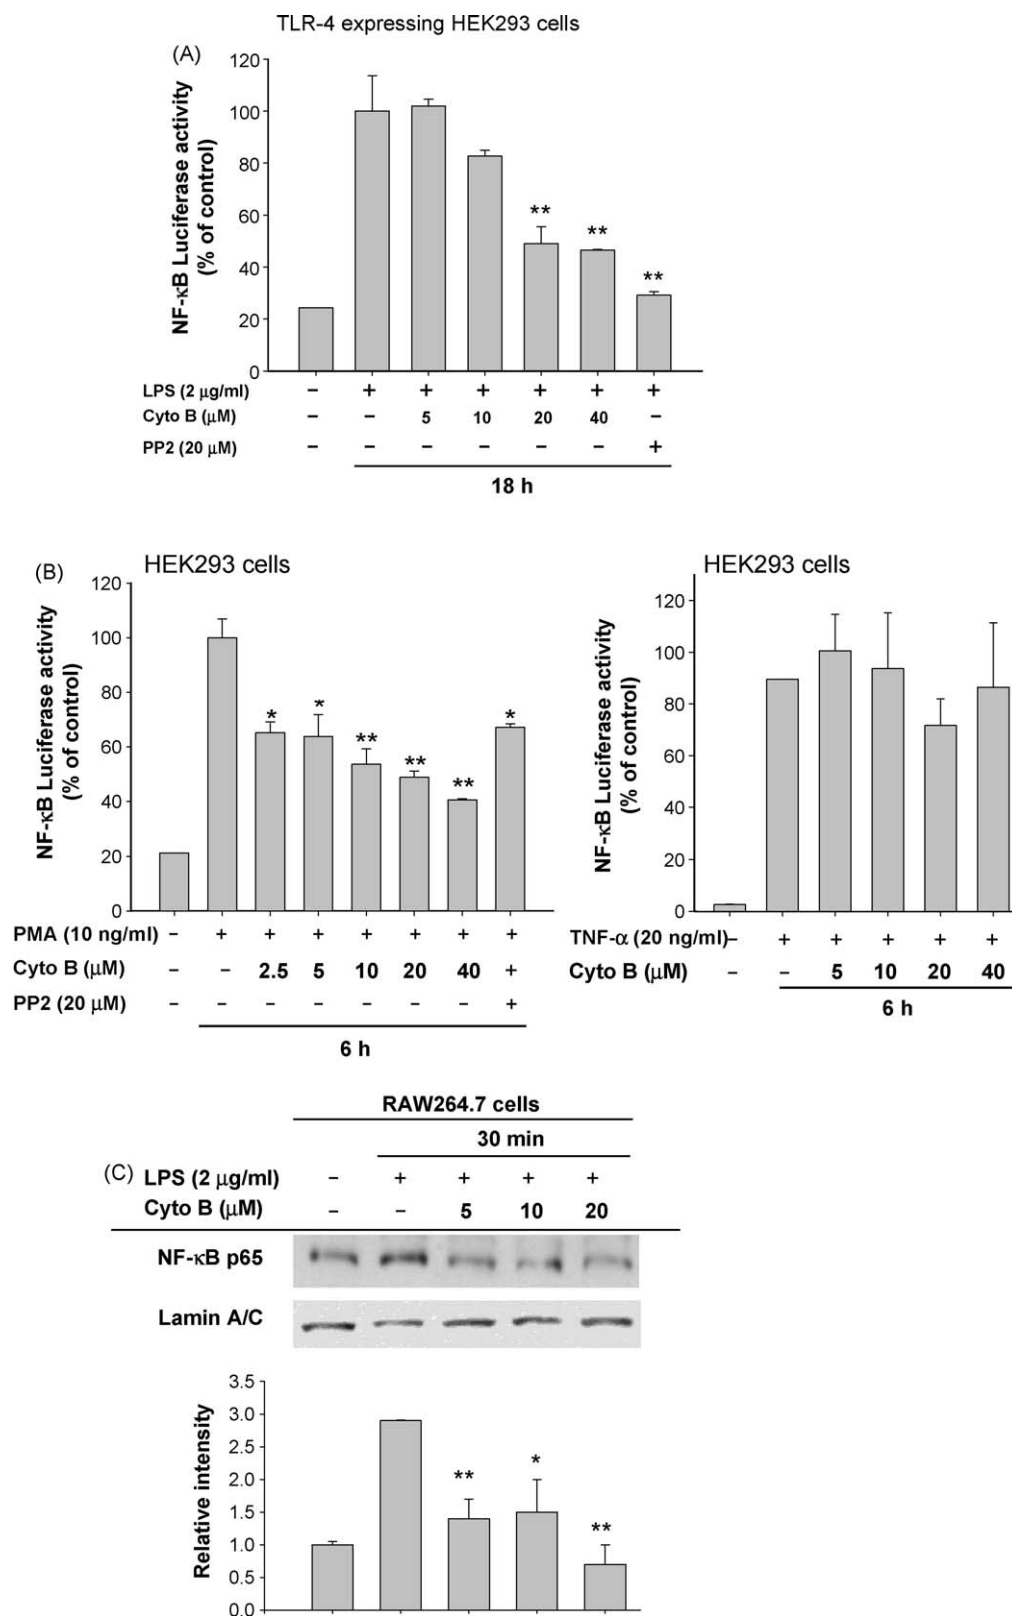 TLR-4 expressing HEK293 cells
(A)
NF-κB Luciferase activity
(% of control)
120
100
80
60
40
20
0
** ** **
LPS (2 μg/ml) – + + + + + +
Cyto B (μM) – – 5 10 20 40 –
PP2 (20 μM) – – – – – – +
18 h
(B)
HEK293 cells
NF-κB Luciferase activity
(% of control)
120
100
80
60
40
20
0
* * ** ** ** *
PMA (10 ng/ml) – + + + + + + +
Cyto B (μM) – – 2.5 5 10 20 40 +
PP2 (20 μM) – – – – – – – +
6 h
HEK293 cells
NF-κB Luciferase activity
(% of control)
120
100
80
60
40
20
0
TNF-α (20 ng/ml) – + + + + +
Cyto B (μM) – – 5 10 20 40
6 h
RAW264.7 cells
30 min
(C)
LPS (2 μg/ml) – + + + +
Cyto B (μM) – – 5 10 20
NF-κB p65
Lamin A/C
Relative intensity
3.5
3.0
2.5
2.0
1.5
1.0
0.5
0.0
** * **